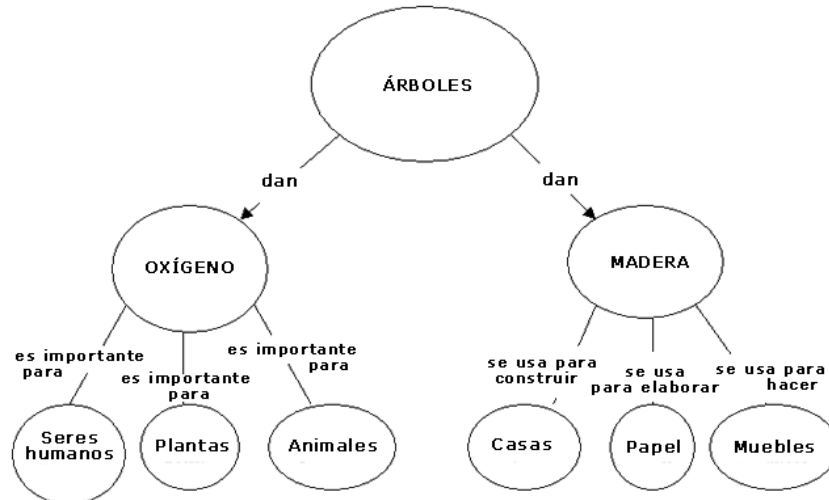 ÁRBOLES
dan
dan
OXÍGENO
MADERA
es importante
para
es importante
para
es importante
para
se usa para
construir
se usa
para elaborar
se usa para
hacer
Seres
humanos
Plantas
Animales
Casas
Papel
Muebles